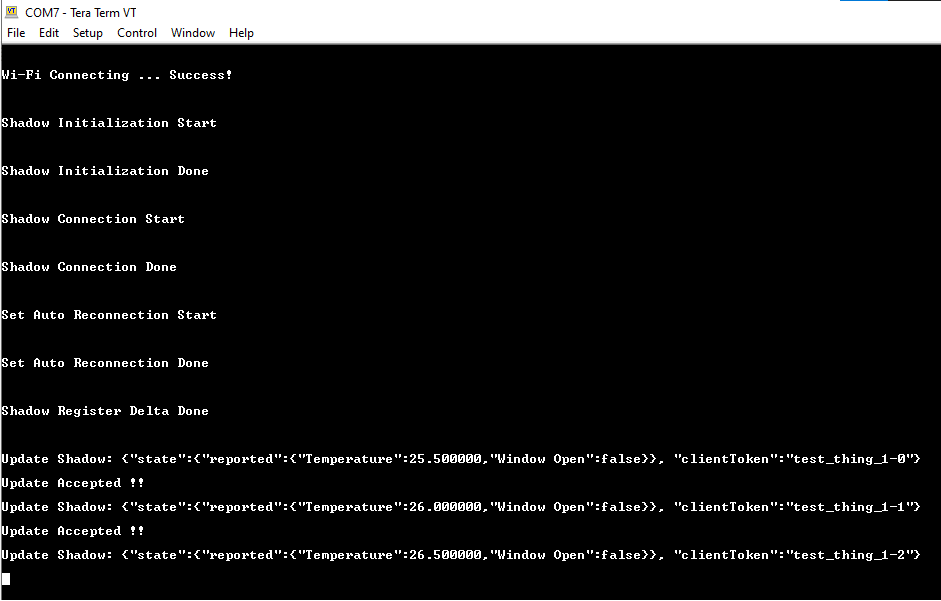 COM7 - Tera Term VT
File Edit Setup Control Window Help
Wi-Fi Connecting ... Success!
Shadow Initialization Start
Shadow Initialization Done
Shadow Connection Start
Shadow Connection Done
Set Auto Reconnection Start
Set Auto Reconnection Done
Shadow Register Delta Done
Update Shadow: {"state":{"reported":{"Temperature":25.500000,"Window Open":false}}, "clientToken":"test_thing_1-0"}
Update Accepted !!
Update Shadow: {"state":{"reported":{"Temperature":26.000000,"Window Open":false}}, "clientToken":"test_thing_1-1"}
Update Accepted !!
Update Shadow: {"state":{"reported":{"Temperature":26.500000,"Window Open":false}}, "clientToken":"test_thing_1-2"}